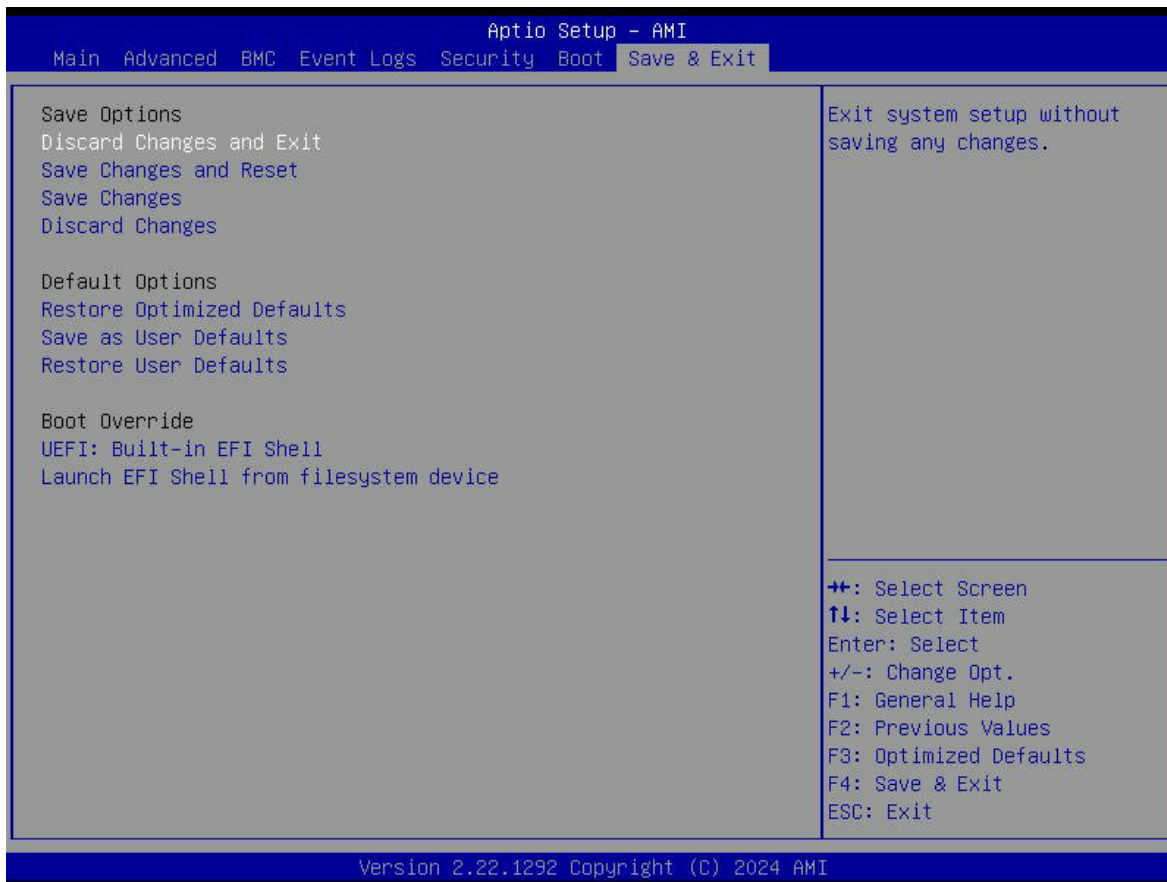 Aptio Setup – AMI
Main Advanced BMC Event Logs Security Boot Save & Exit
Save Options
Discard Changes and Exit
Save Changes and Reset
Save Changes
Discard Changes
Default Options
Restore Optimized Defaults
Save as User Defaults
Restore User Defaults
Boot Override
UEFI: Built-in EFI Shell
Launch EFI Shell from filesystem device
Exit system setup without
saving any changes.
→←: Select Screen
↑↓: Select Item
Enter: Select
+/-: Change Opt.
F1: General Help
F2: Previous Values
F3: Optimized Defaults
F4: Save & Exit
ESC: Exit
Version 2.22.1292 Copyright (C) 2024 AMI